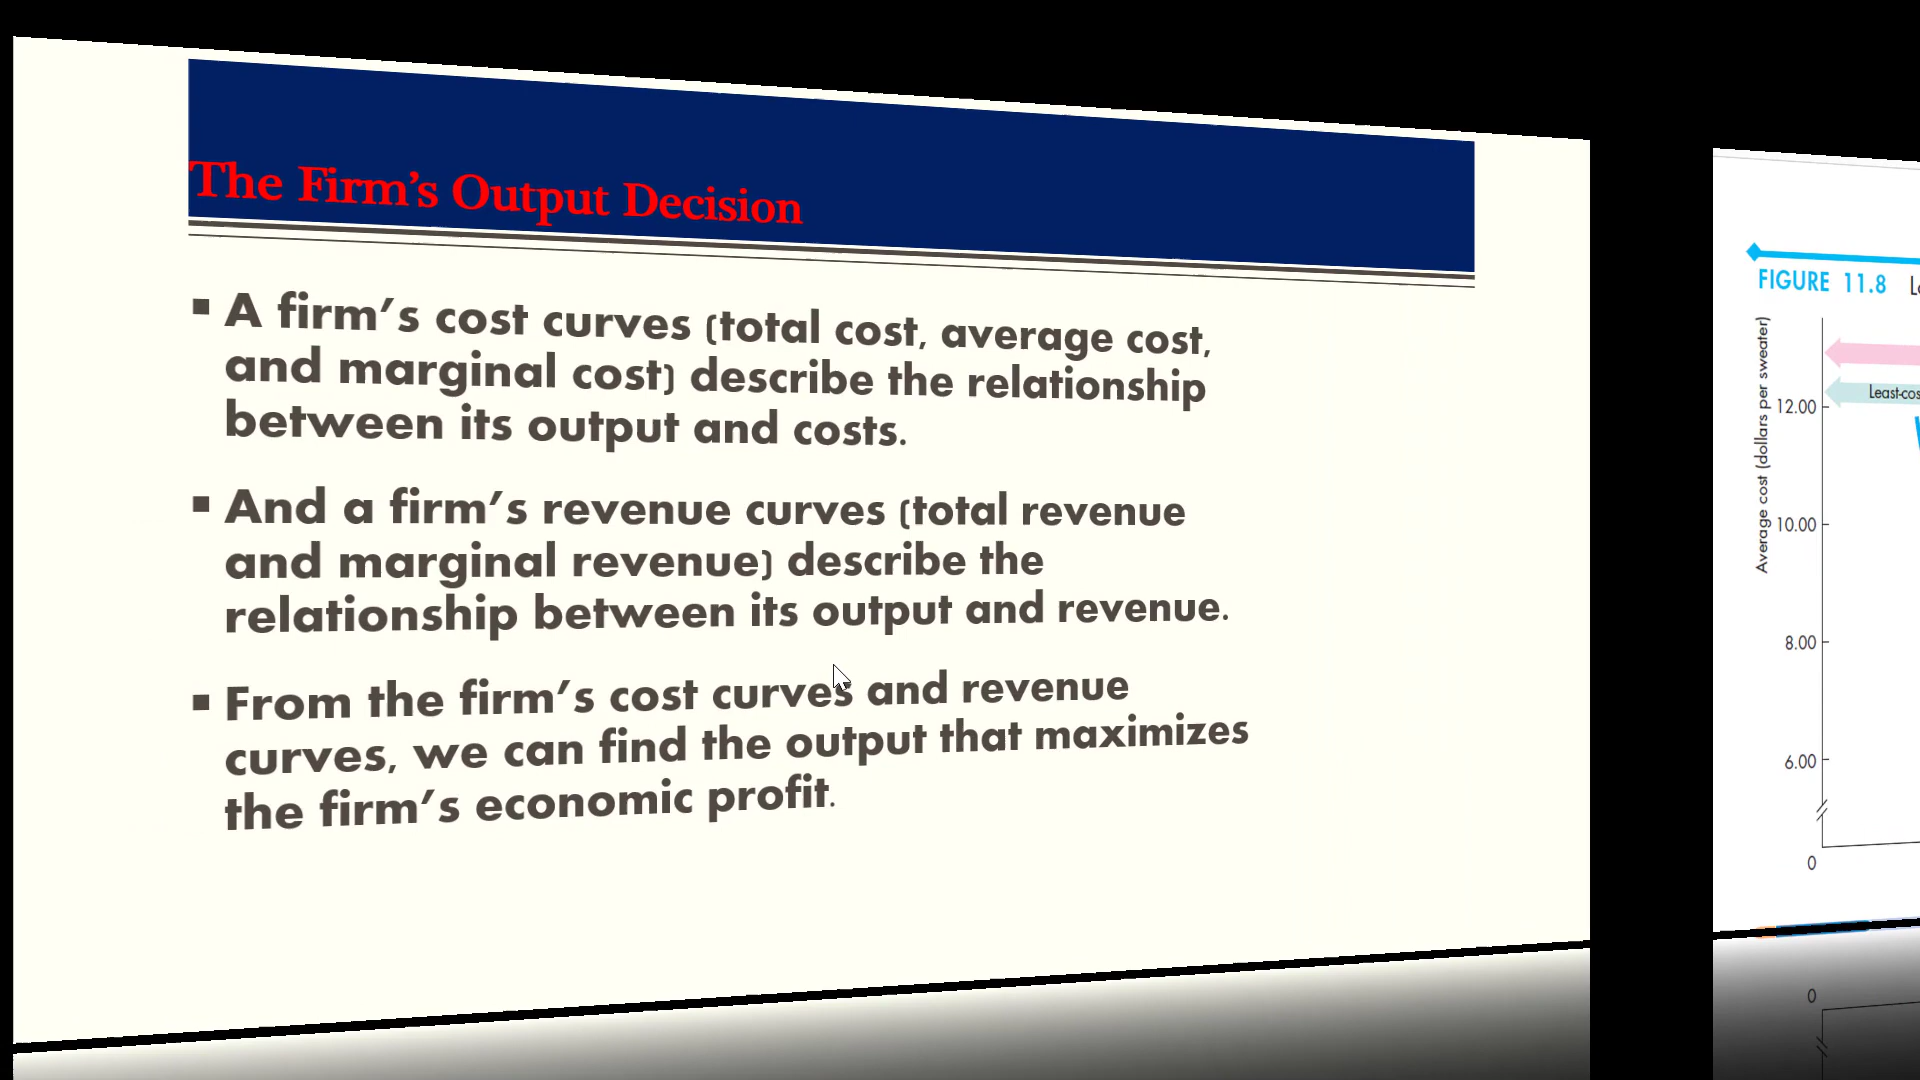 The Firm's Output Decision
▪ A firm's cost curves (total cost, average cost,
and marginal cost) describe the relationship
between its output and costs.
▪ And a firm's revenue curves (total revenue
and marginal revenue) describe the
relationship between its output and revenue.
▪ From the firm's cost curves and revenue
curves, we can find the output that maximizes
the firm's economic profit.
FIGURE 11.8
Average cost (dollars per sweater)
12.00
10.00
8.00
6.00
0
0